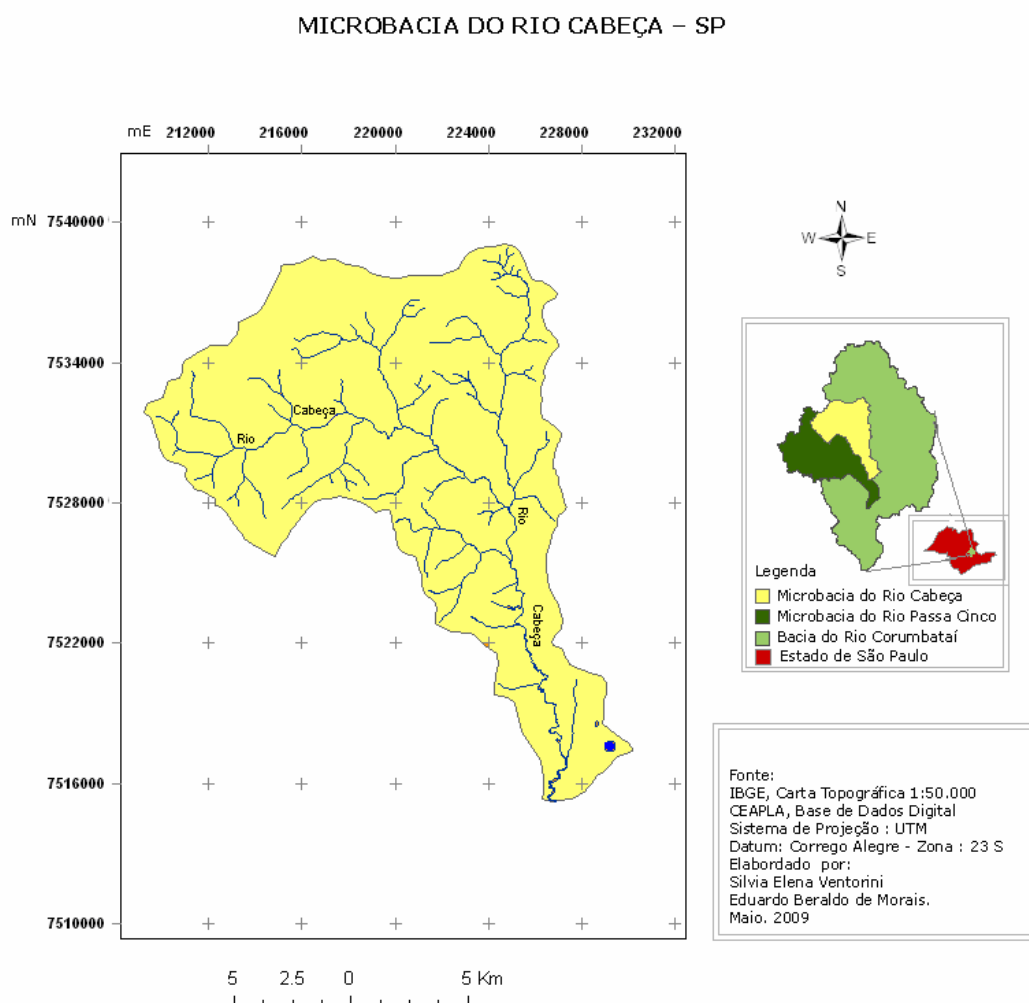 MICROBACIA DO RIO CABEÇA – SP
mE 212000 216000 220000 224000 228000 232000
mN 7540000
7534000
7528000
7522000
7516000
7510000
Cabeça
Rio
Rio
Cabeça
N
W E
S
Legenda
Microbacia do Rio Cabeça
Microbacia do Rio Passa Cinco
Bacia do Rio Corumbataí
Estado de São Paulo
Fonte:
IBGE, Carta Topográfica 1:50.000
CEAPLA, Base de Dados Digital
Sistema de Projeção : UTM
Datum: Corrego Alegre - Zona : 23 S
Elabordado por:
Silvia Elena Ventorini
Eduardo Beraldo de Morais.
Maio. 2009
5 2.5 0 5 Km